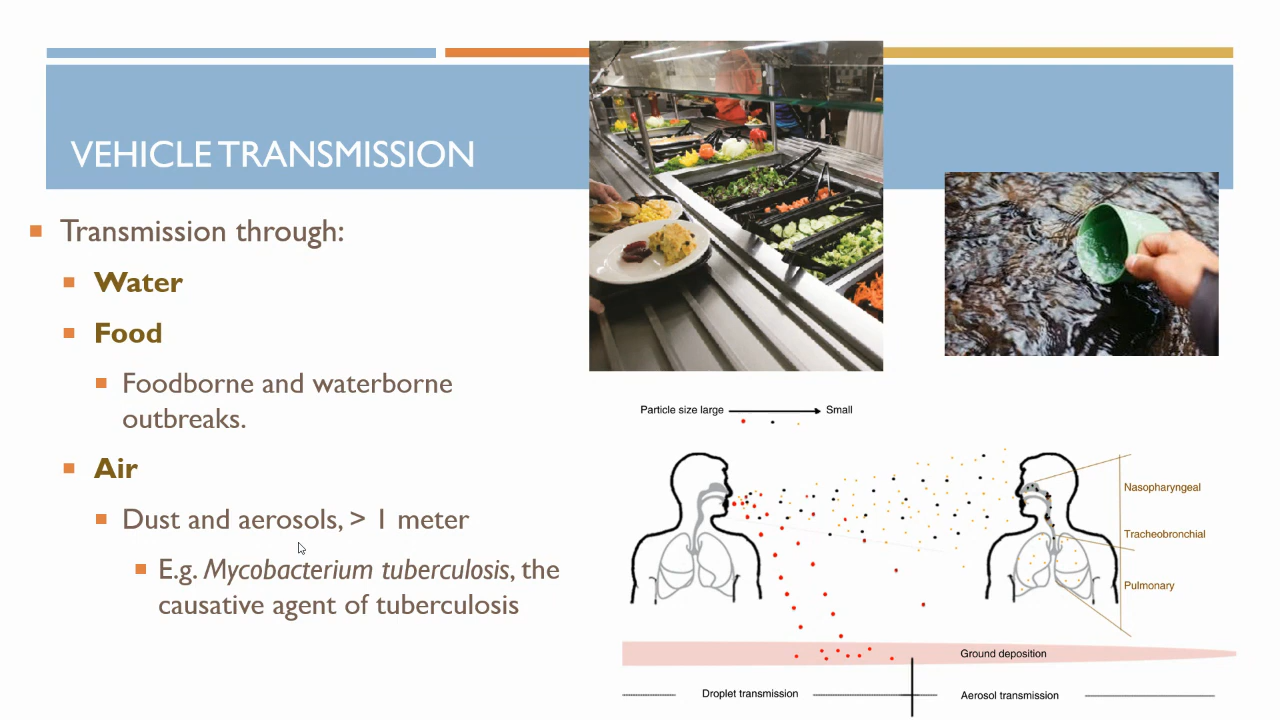 VEHICLE TRANSMISSION
Transmission through:
Water
Food
Foodborne and waterborne
outbreaks.
Air
Dust and aerosols, > 1 meter
E.g. Mycobacterium tuberculosis, the
causative agent of tuberculosis
Particle size large
Small
Nasopharyngeal
Tracheobronchial
Pulmonary
Ground deposition
Droplet transmission
Aerosol transmission